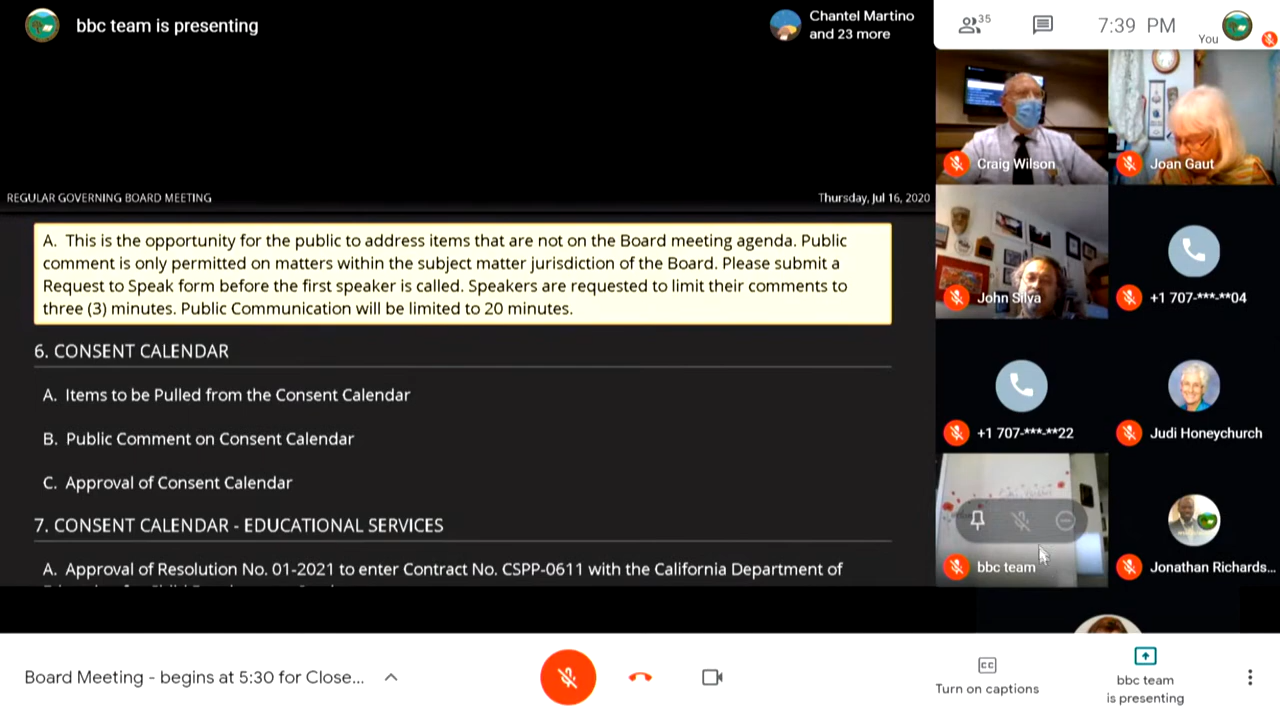 bbc team is presenting
Chantel Martino
and 23 more
35
7:39 PM
You
REGULAR GOVERNING BOARD MEETING
Thursday, Jul 16, 2020
A. This is the opportunity for the public to address items that are not on the Board meeting agenda. Public
comment is only permitted on matters within the subject matter jurisdiction of the Board. Please submit a
Request to Speak form before the first speaker is called. Speakers are requested to limit their comments to
three (3) minutes. Public Communication will be limited to 20 minutes.
6. CONSENT CALENDAR
A. Items to be Pulled from the Consent Calendar
B. Public Comment on Consent Calendar
C. Approval of Consent Calendar
7. CONSENT CALENDAR - EDUCATIONAL SERVICES
A. Approval of Resolution No. 01-2021 to enter Contract No. CSPP-0611 with the California Department of
Craig Wilson
Joan Gaut
John Silva
+1 707-***-**04
+1 707-***-**22
Judi Honeychurch
bbc team
Jonathan Richards...
Board Meeting - begins at 5:30 for Close...
CC
Turn on captions
bbc team
is presenting